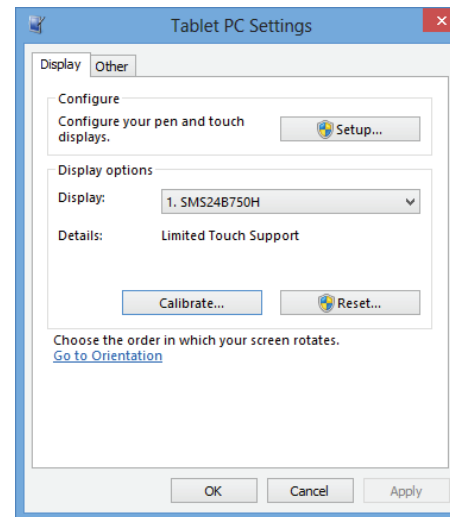 Tablet PC Settings
Display Other
Configure
Configure your pen and touch
displays.
Setup...
Display options
Display: 1. SMS24B750H
Details: Limited Touch Support
Calibrate... Reset...
Choose the order in which your screen rotates.
Go to Orientation
OK Cancel Apply